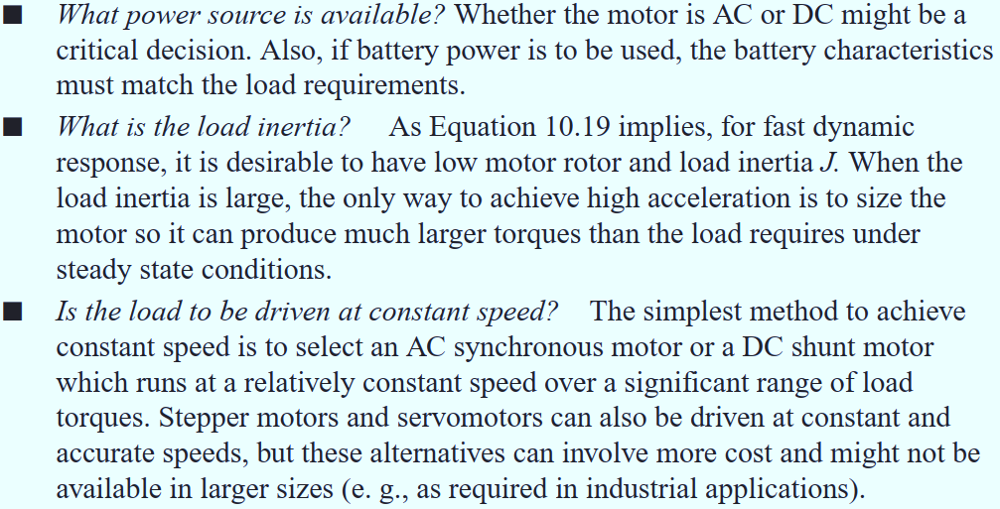 ■ What power source is available? Whether the motor is AC or DC might be a
critical decision. Also, if battery power is to be used, the battery characteristics
must match the load requirements.
■ What is the load inertia? As Equation 10.19 implies, for fast dynamic
response, it is desirable to have low motor rotor and load inertia J. When the
load inertia is large, the only way to achieve high acceleration is to size the
motor so it can produce much larger torques than the load requires under
steady state conditions.
■ Is the load to be driven at constant speed? The simplest method to achieve
constant speed is to select an AC synchronous motor or a DC shunt motor
which runs at a relatively constant speed over a significant range of load
torques. Stepper motors and servomotors can also be driven at constant and
accurate speeds, but these alternatives can involve more cost and might not be
available in larger sizes (e. g., as required in industrial applications).